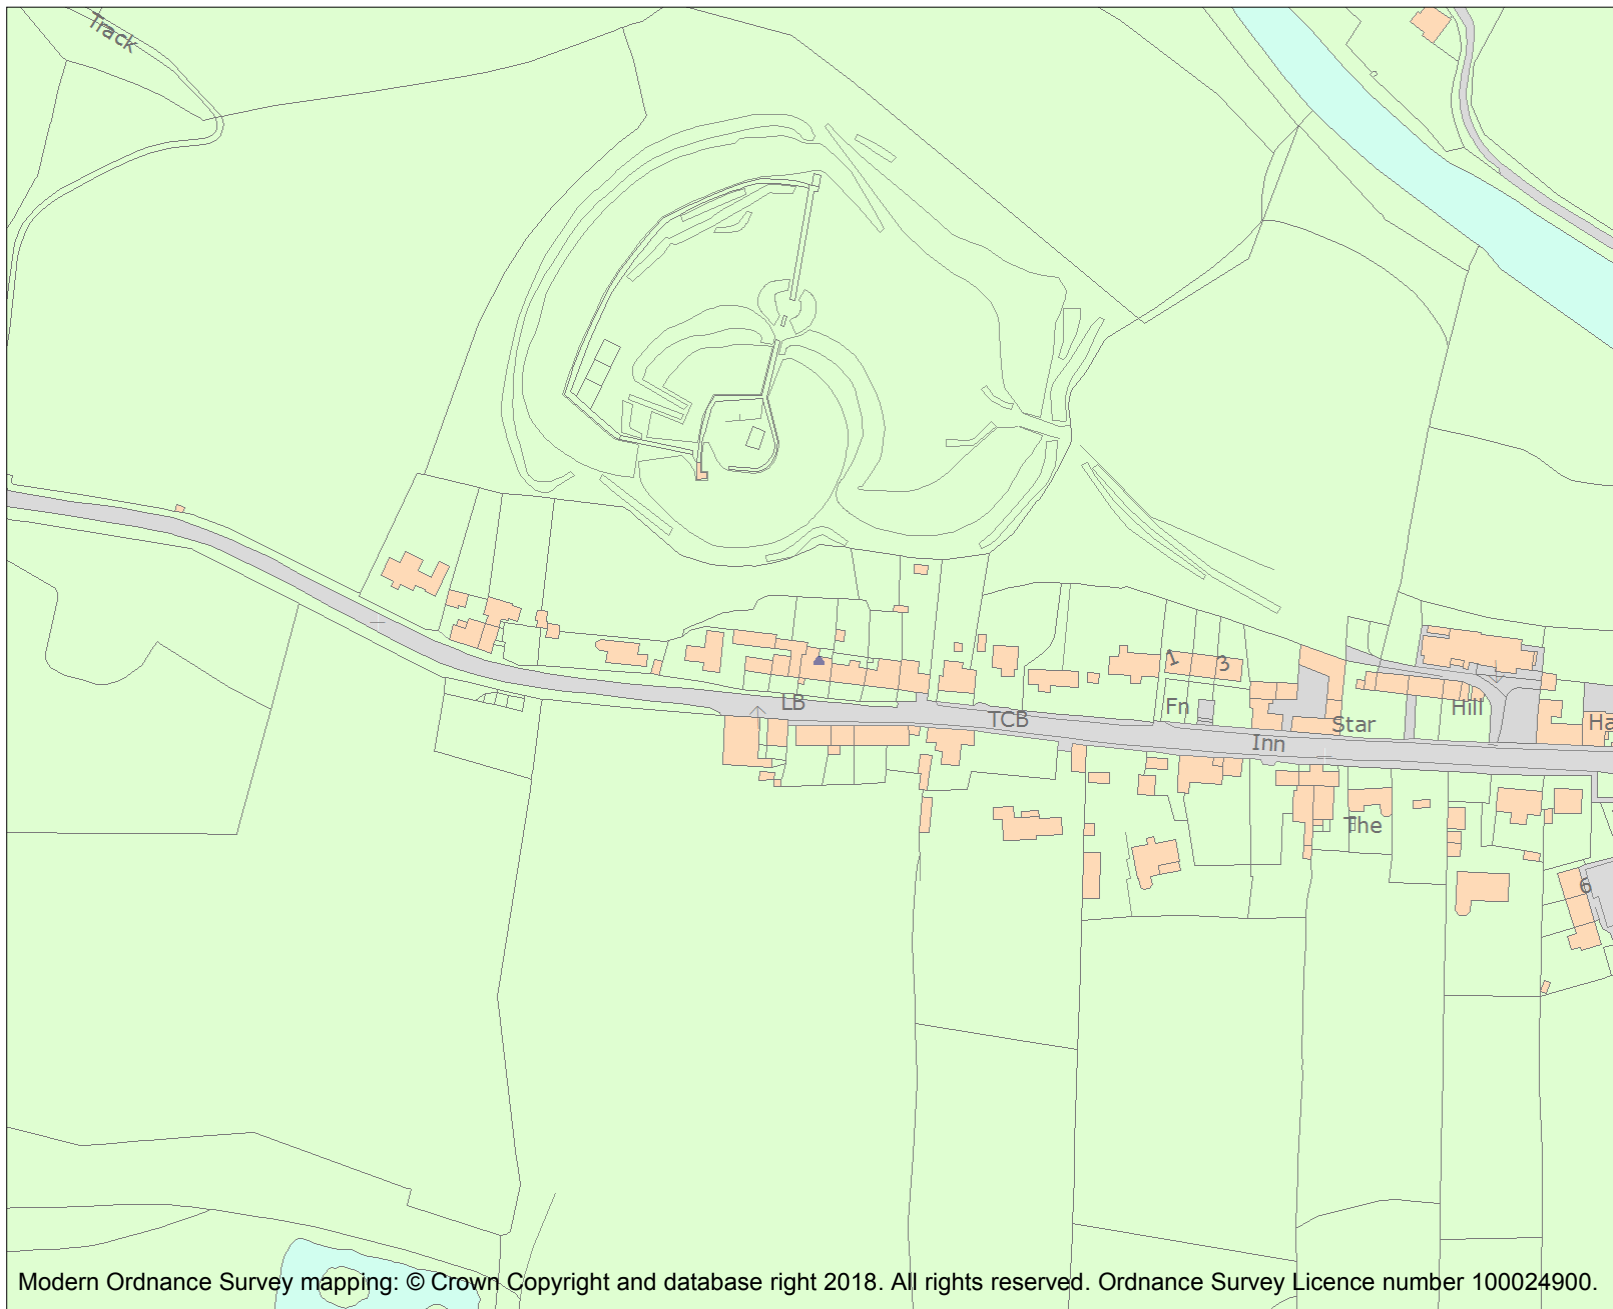 Track
1
3
LB
Fn
Hill
TCB
Star
Ha
Inn
The
6
Modern Ordnance Survey mapping: © Crown Copyright and database right 2018. All rights reserved. Ordnance Survey Licence number 100024900.